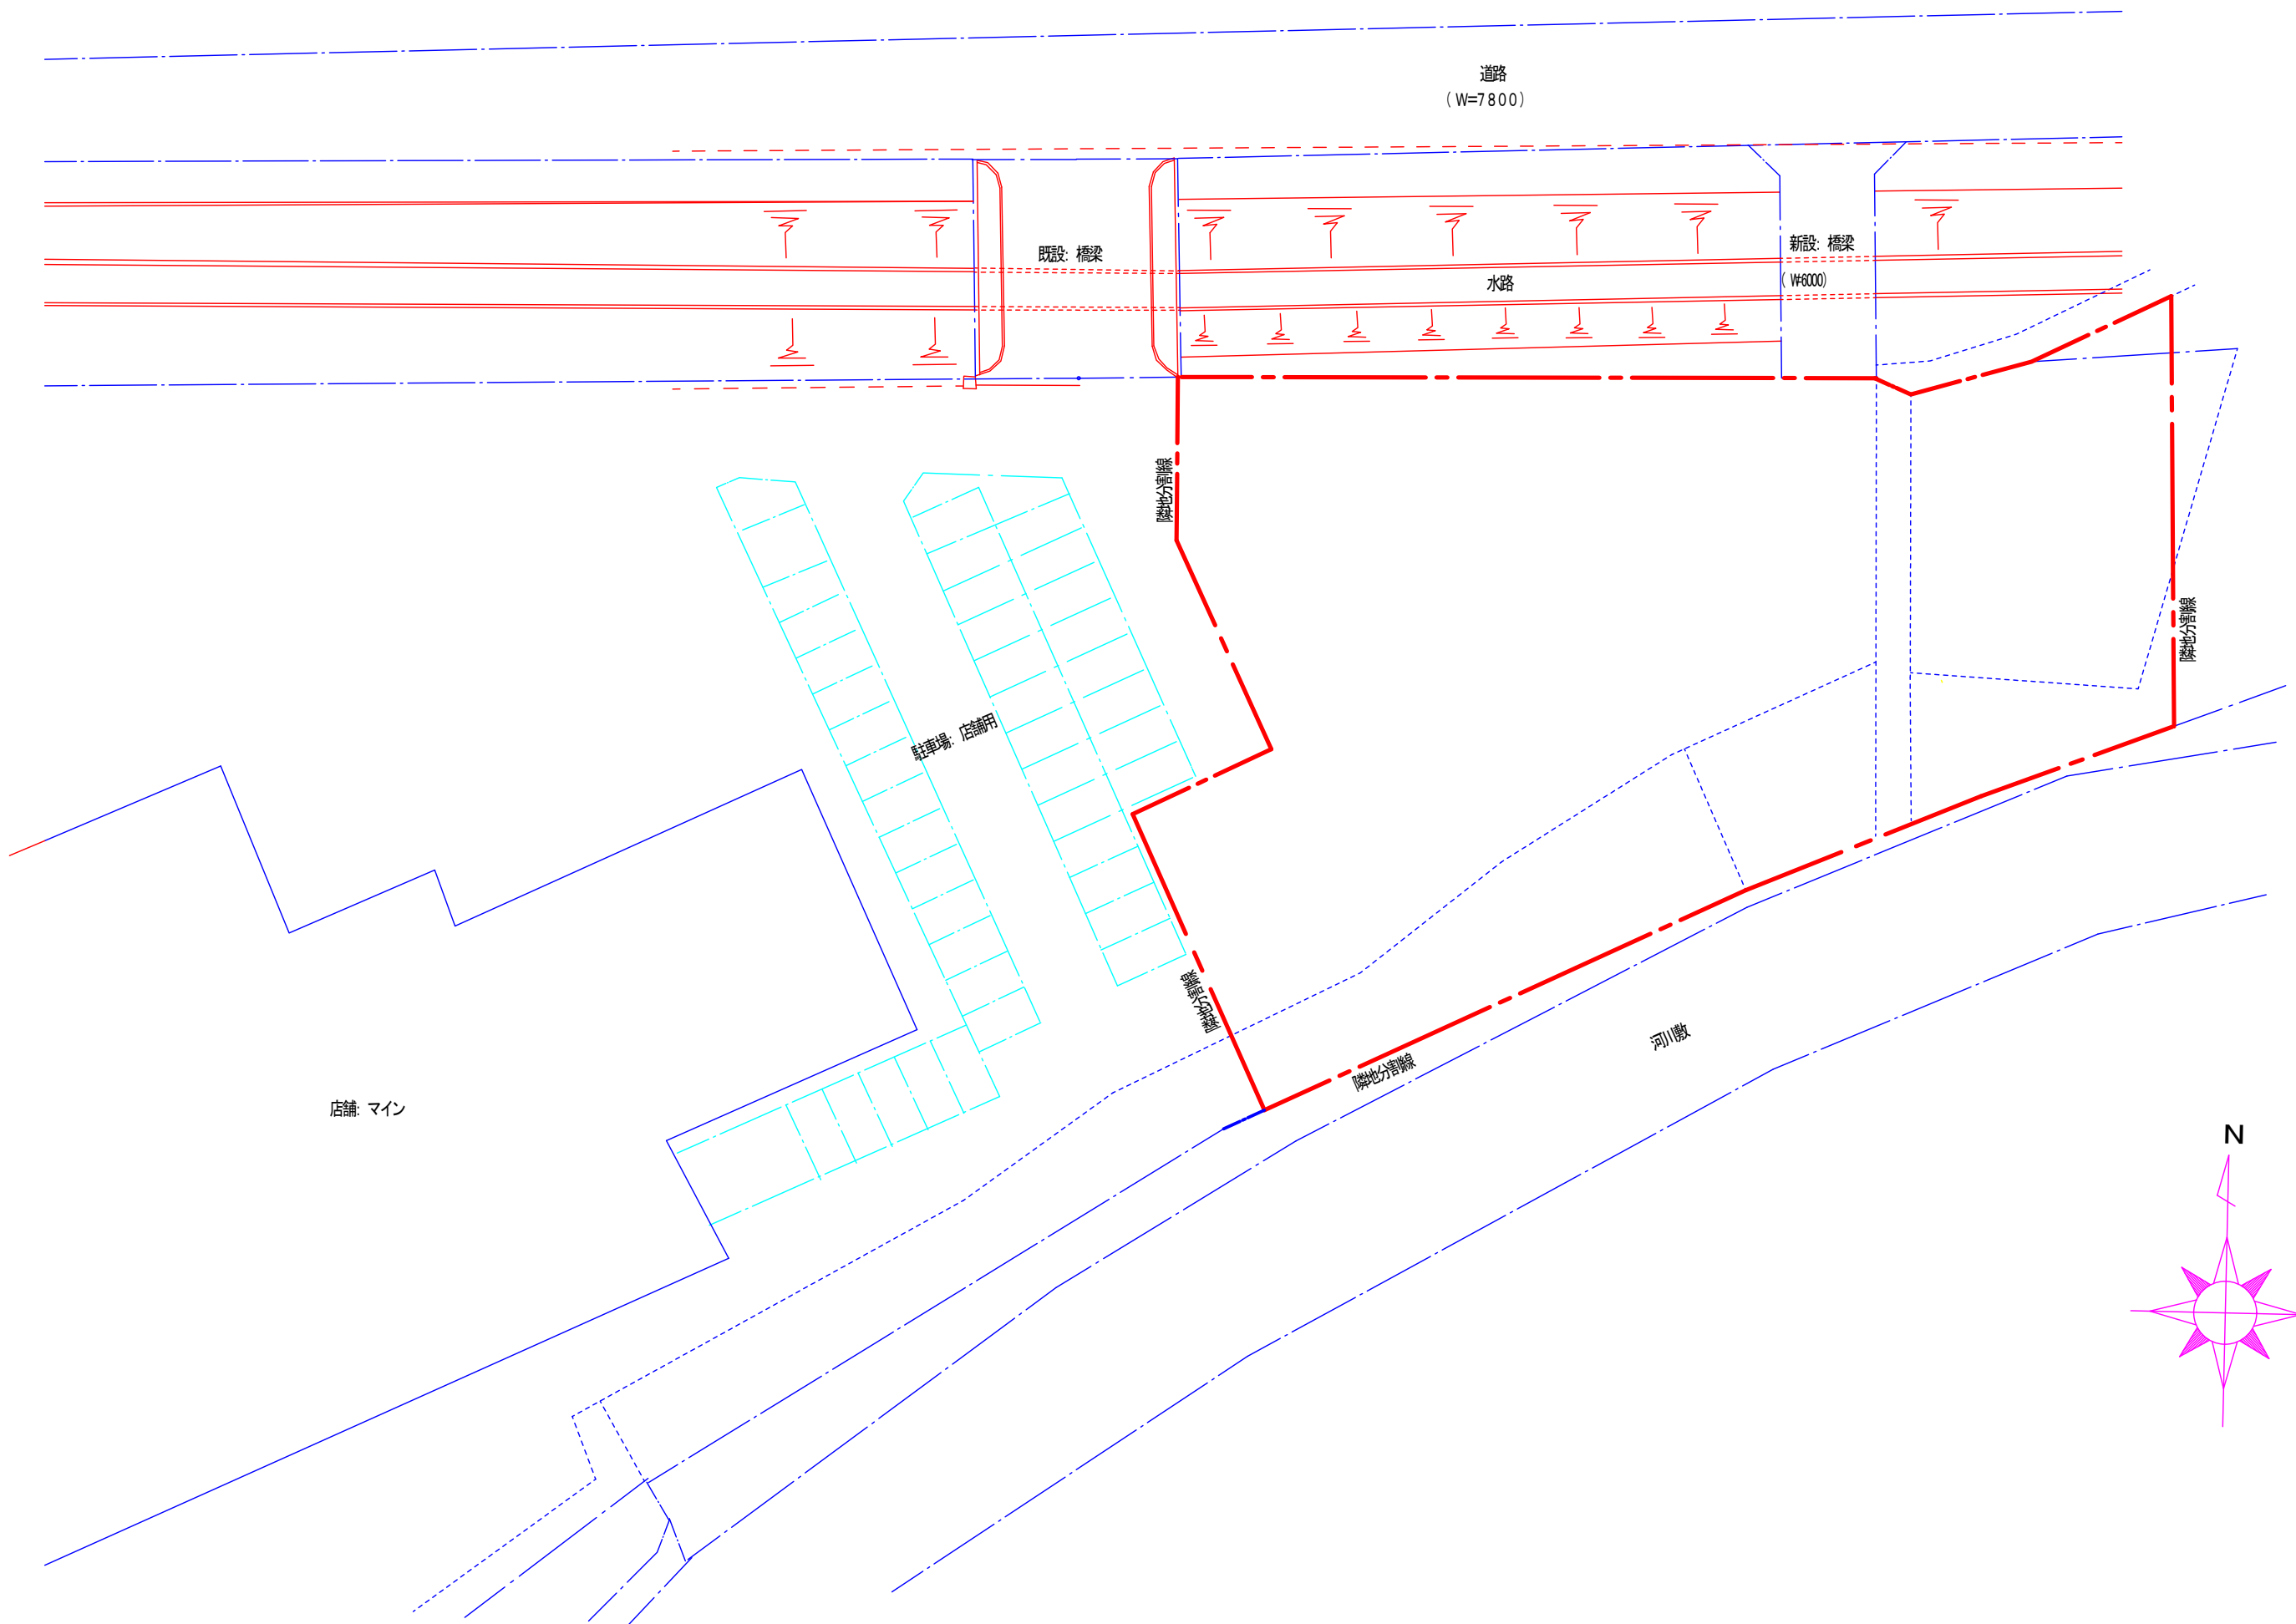 道路
(W=7800)
既設: 橋梁
新設: 橋梁
水路
(W=6000)
隣地分割線
隣地分割線
駐車場: 店舗用
隣地分割線
河川敷
隣地分割線
店舗: マイン
N